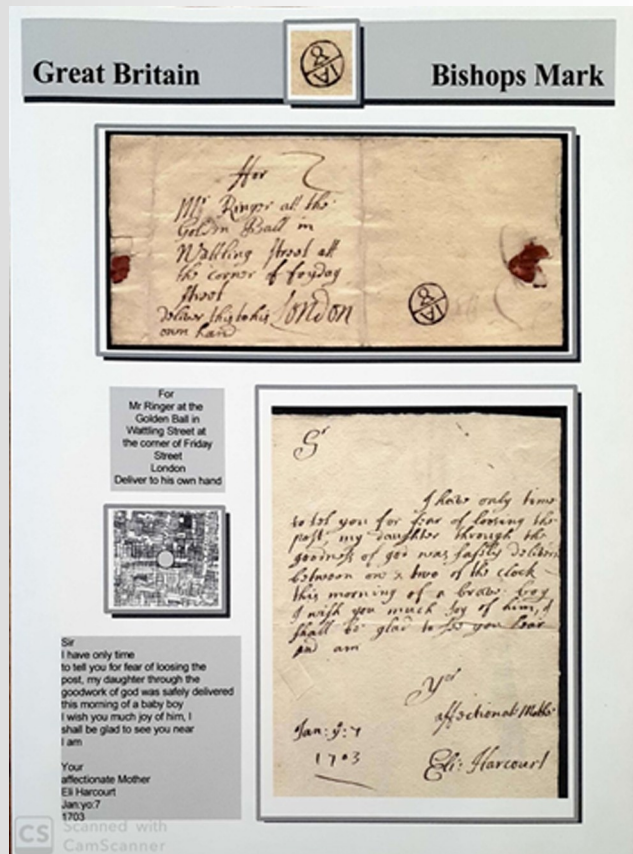 Great Britain
Bishops Mark
IA
For
Mr Ringer att the
Golden Ball in
Wattling street att
the corner of fryday
street
deliver this to his London
own hand
IA
For
Mr Ringer at the
Golden Ball in
Wattling Street at
the corner of Friday
Street
London
Deliver to his own hand
Sr
I have only time
to tel you for fear of loosing the
post, my daughter through the
goodness of god was safly deliver
between on & two of the clock
this morning of a brave boy
I wish you much Joy of him, I
shall be glad to see you hear
and am
Yor
affectionat Mother
Jan: y: 7
1703
Eli: Harcourt
Sir
I have only time
to tell you for fear of loosing the
post, my daughter through the
goodwork of god was safely delivered
this morning of a baby boy
I wish you much joy of him, I
shall be glad to see you near
I am
Your
affectionate Mother
Eli Harcourt
Jan:yo:7
1703
CS Scanned with
CamScanner